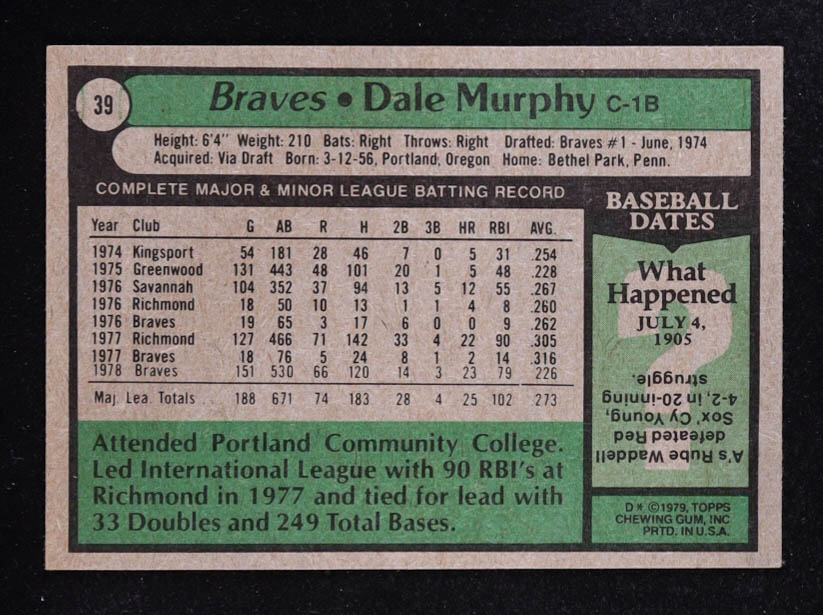 39
Braves • Dale Murphy C-1B
Height: 6'4" Weight: 210 Bats: Right Throws: Right Drafted: Braves #1 - June, 1974
Acquired: Via Draft Born: 3-12-56, Portland, Oregon Home: Bethel Park, Penn.
COMPLETE MAJOR & MINOR LEAGUE BATTING RECORD
Year Club G AB R H 2B 3B HR RBI AVG.
1974 Kingsport 54 181 28 46 7 0 5 31 .254
1975 Greenwood 131 443 48 101 20 1 5 48 .228
1976 Savannah 104 352 37 94 13 5 12 55 .267
1976 Richmond 18 50 10 13 1 1 4 8 .260
1976 Braves 19 65 3 17 6 0 0 9 .262
1977 Richmond 127 466 71 142 33 4 22 90 .305
1977 Braves 18 76 5 24 8 1 2 14 .316
1978 Braves 151 530 66 120 14 3 23 79 .226
Maj. Lea. Totals 188 671 74 183 28 4 25 102 .273
Attended Portland Community College.
Led International League with 90 RBI's at
Richmond in 1977 and tied for lead with
33 Doubles and 249 Total Bases.
BASEBALL
DATES
What
Happened
JULY 4,
1905
?
A's Rube Waddell
defeated Red
Sox' Cy Young,
4-2, in 20-inning
struggle.
D* ©1979, TOPPS
CHEWING GUM, INC
PRTD. IN U.S.A.